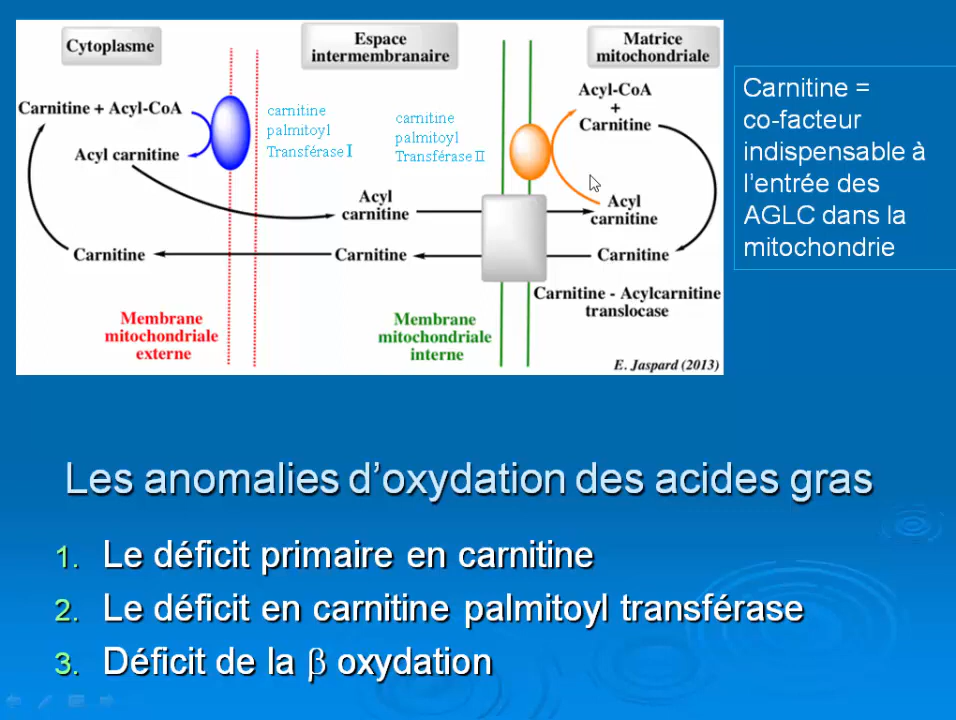 Cytoplasme
Espace
intermembranaire
Matrice
mitochondriale
Carnitine + Acyl-CoA
Acyl carnitine
Carnitine
carnitine
palmitoyl
Transférase I
carnitine
palmitoyl
Transférase II
Acyl-CoA
+
Carnitine
Acyl
carnitine
Acyl
carnitine
Carnitine
Carnitine
Carnitine - Acylcarnitine
translocase
Membrane
mitochondriale
externe
Membrane
mitochondriale
interne
E. Jaspard (2013)
Carnitine =
co-facteur
indispensable à
l'entrée des
AGLC dans la
mitochondrie
Les anomalies d’oxydation des acides gras
1. Le déficit primaire en carnitine
2. Le déficit en carnitine palmitoyl transférase
3. Déficit de la β oxydation